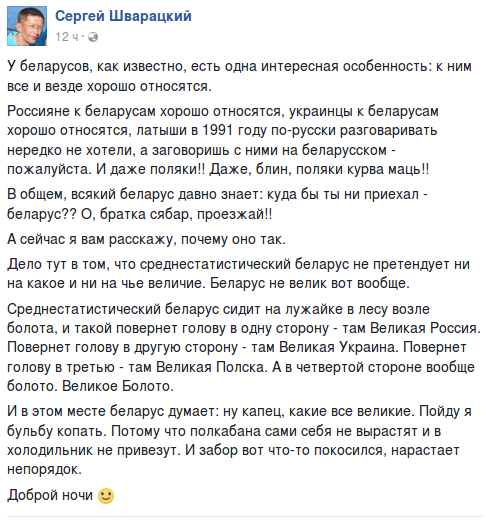 Сергей Шварацкий
12 ч ·
У беларусов, как известно, есть одна интересная особенность: к ним
все и везде хорошо относятся.
Россияне к беларусам хорошо относятся, украинцы к беларусам
хорошо относятся, латыши в 1991 году по-русски разговаривать
нередко не хотели, а заговоришь с ними на беларусском -
пожалуйста. И даже поляки!! Даже, блин, поляки курва маць!!
В общем, всякий беларус давно знает: куда бы ты ни приехал -
беларус?? О, братка сябар, проезжай!!
А сейчас я вам расскажу, почему оно так.
Дело тут в том, что среднестатистический беларус не претендует ни
на какое и ни на чье величие. Беларус не велик вот вообще.
Среднестатистический беларус сидит на лужайке в лесу возле
болота, и такой повернет голову в одну сторону - там Великая Россия.
Повернет голову в другую сторону - там Великая Украина. Повернет
голову в третью - там Великая Полска. А в четвертой стороне вообще
болото. Великое Болото.
И в этом месте беларус думает: ну капец, какие все великие. Пойду я
бульбу копать. Потому что полкабана сами себя не вырастят и в
холодильник не привезут. И забор вот что-то покосился, нарастает
непорядок.
Доброй ночи 🙂